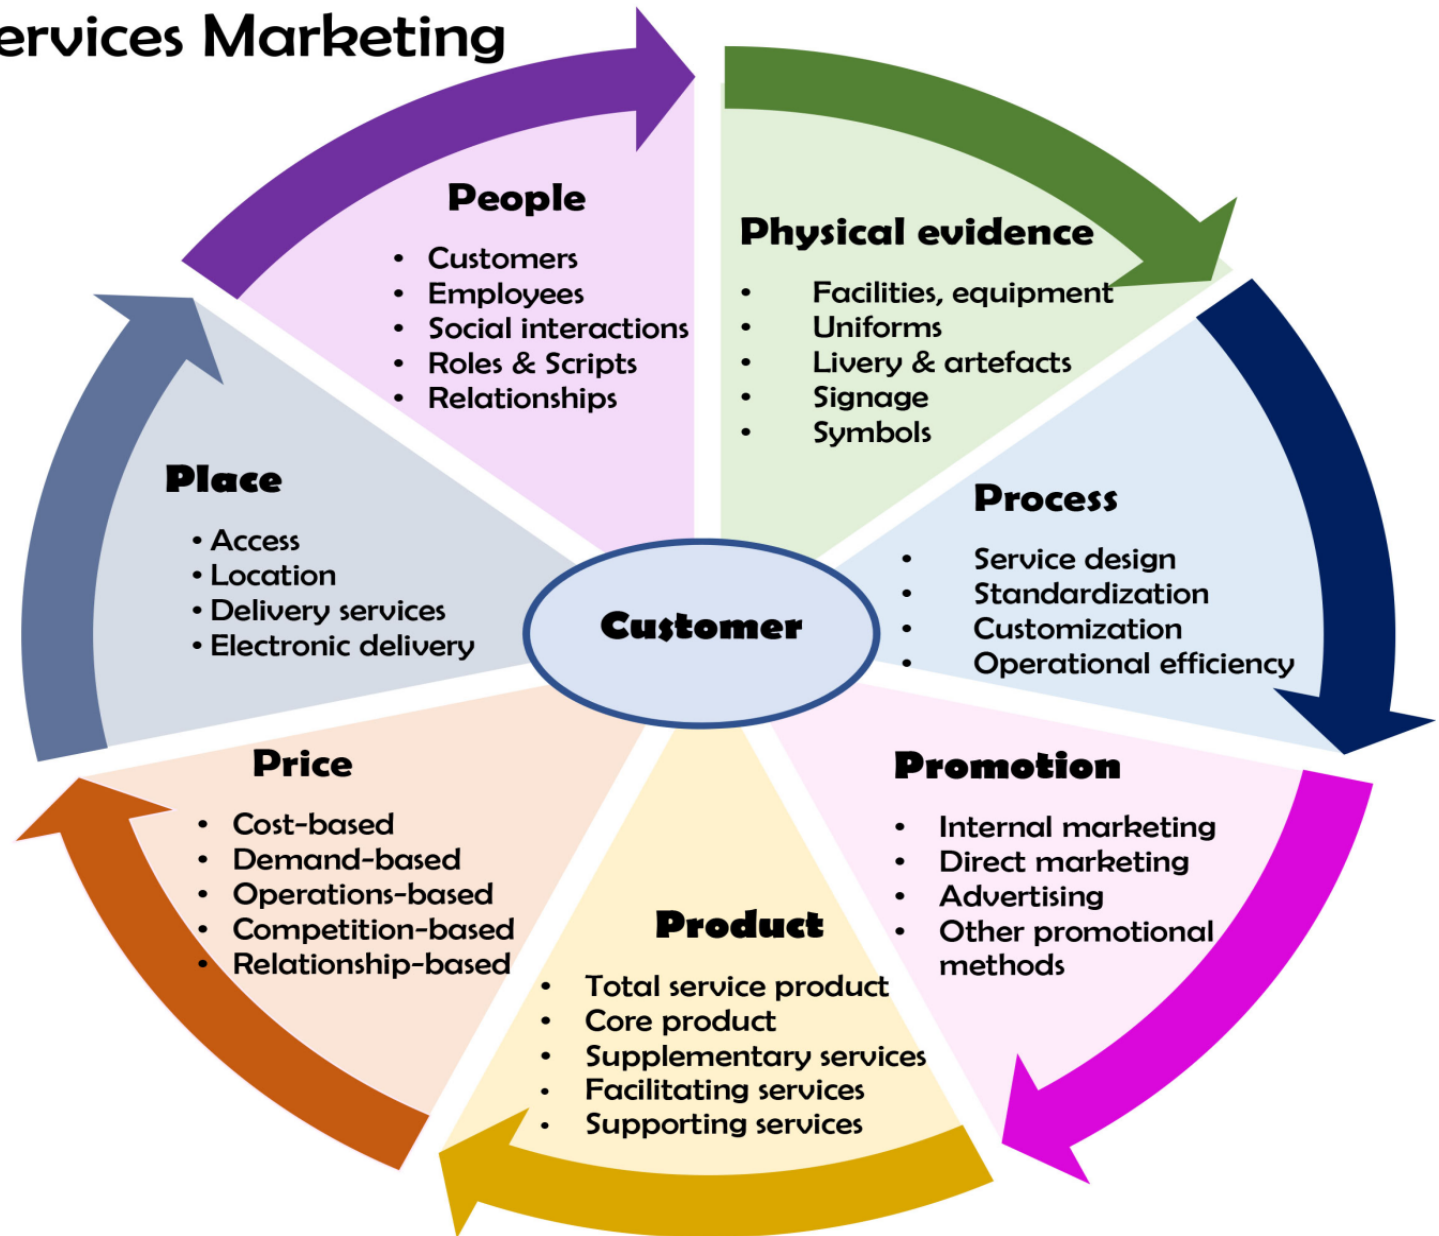 ervices Marketing
People
• Customers
• Employees
• Social interactions
• Roles & Scripts
• Relationships
Physical evidence
• Facilities, equipment
• Uniforms
• Livery & artefacts
• Signage
• Symbols
Process
• Service design
• Standardization
• Customization
• Operational efficiency
Promotion
• Internal marketing
• Direct marketing
• Advertising
• Other promotional
methods
Product
• Total service product
• Core product
• Supplementary services
• Facilitating services
• Supporting services
Price
• Cost-based
• Demand-based
• Operations-based
• Competition-based
• Relationship-based
Place
• Access
• Location
• Delivery services
• Electronic delivery
Customer